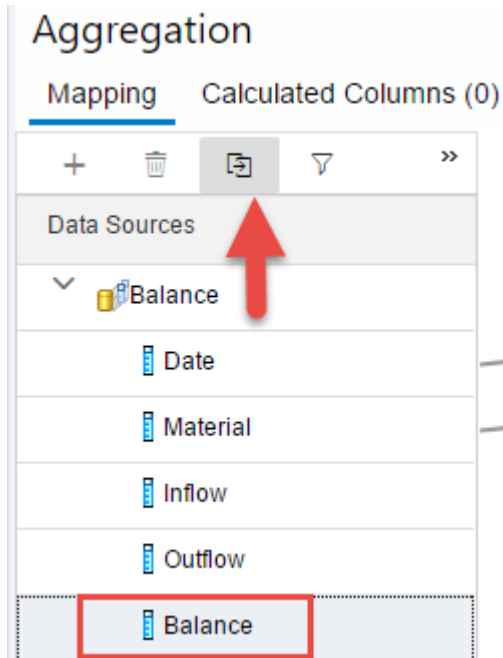 Aggregation
Mapping Calculated Columns (0)
Data Sources
Balance
Date
Material
Inflow
Outflow
Balance